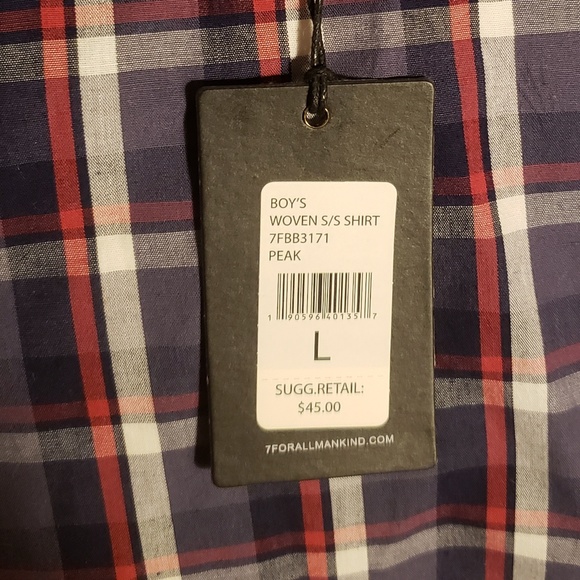 BOY'S
WOVEN S/S SHIRT
7FBB3171
PEAK
1 90596 40135 7
L
SUGG.RETAIL:
$45.00
7FORALLMANKIND.COM